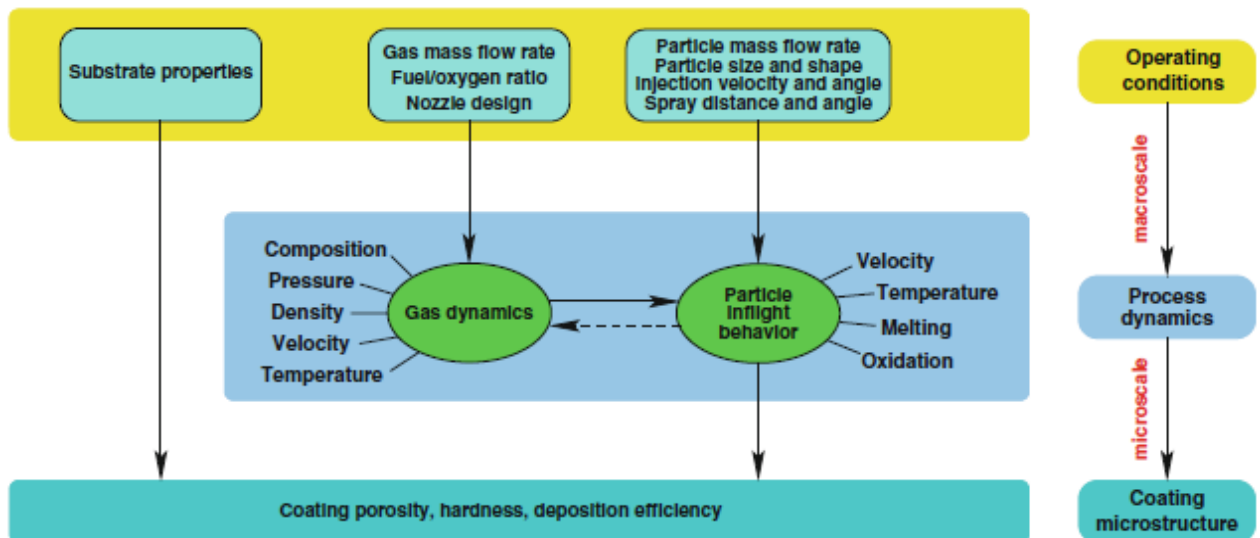 Substrate properties
Gas mass flow rate
Fuel/oxygen ratio
Nozzle design
Particle mass flow rate
Particle size and shape
Injection velocity and angle
Spray distance and angle
Operating
conditions
macroscale
Composition
Pressure
Density
Velocity
Temperature
Gas dynamics
Particle
inflight
behavior
Velocity
Temperature
Melting
Oxidation
Process
dynamics
microscale
Coating porosity, hardness, deposition efficiency
Coating
microstructure